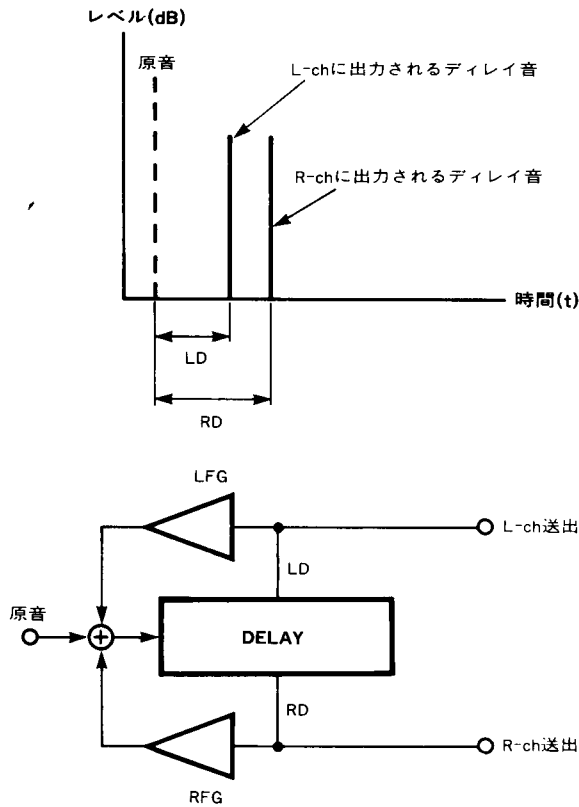 レベル(dB)
原音
L-chに出力されるディレイ音
R-chに出力されるディレイ音
時間(t)
LD
RD
LFG
L-ch送出
LD
原音
DELAY
RD
R-ch送出
RFG